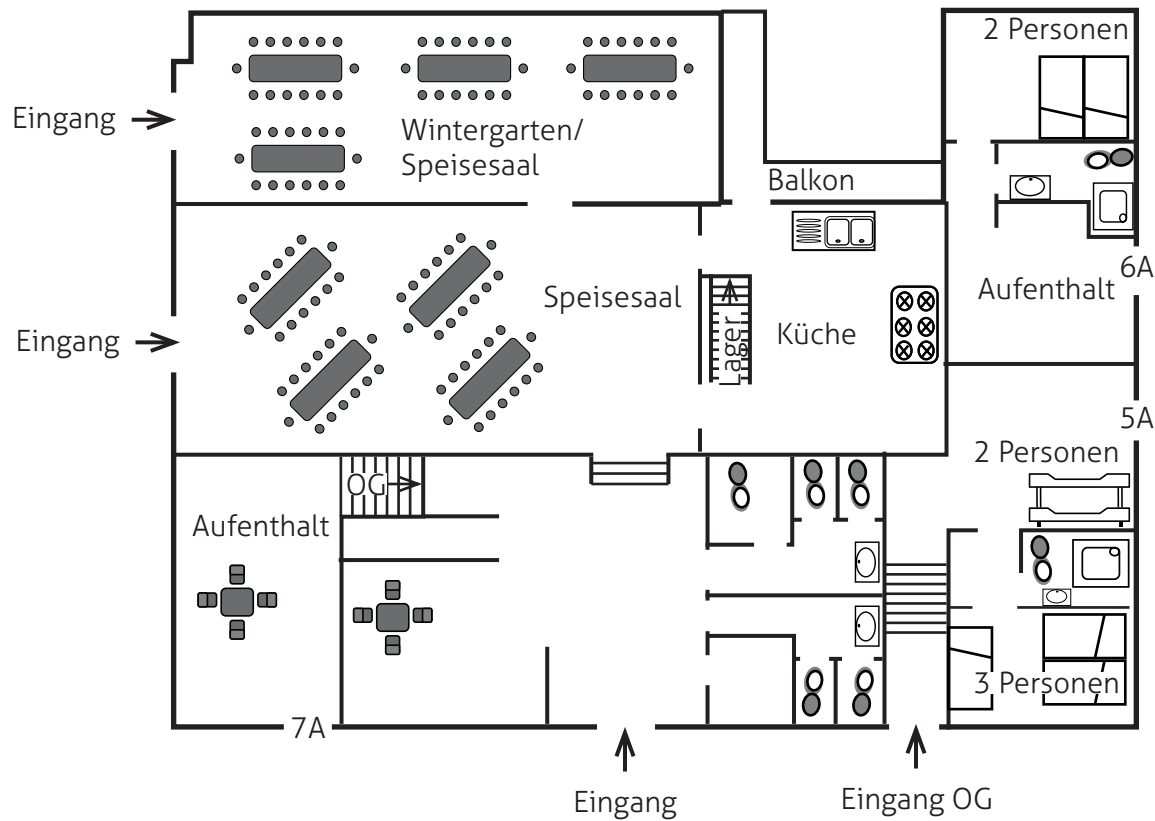 2 Personen
Eingang
Wintergarten/
Speisesaal
Balkon
6A
Aufenthalt
Speisesaal
Lager
Küche
Eingang
5A
2 Personen
OG
Aufenthalt
3 Personen
7A
Eingang
Eingang OG